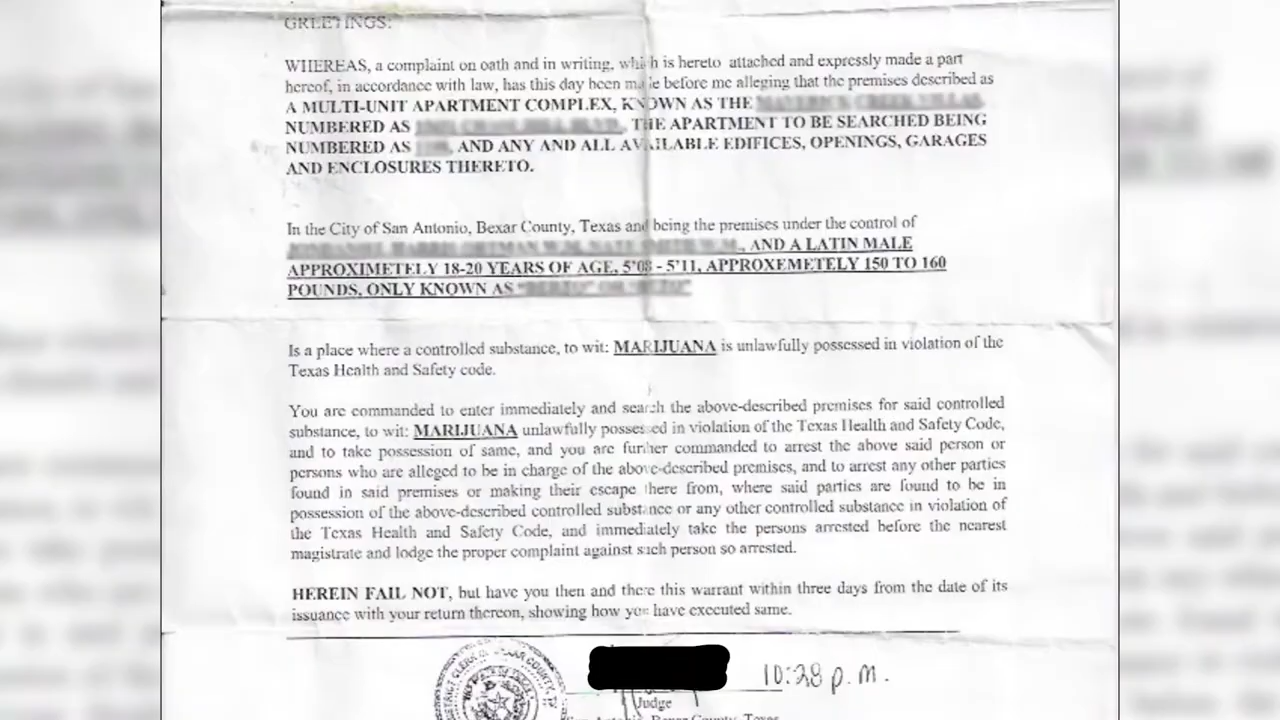 GREETINGS:
WHEREAS, a complaint on oath and in writing, which is hereto attached and expressly made a part
hereof, in accordance with law, has this day been made before me alleging that the premises described as
A MULTI-UNIT APARTMENT COMPLEX, KNOWN AS THE
NUMBERED AS , THE APARTMENT TO BE SEARCHED BEING
NUMBERED AS , AND ANY AND ALL AVAILABLE EDIFICES, OPENINGS, GARAGES
AND ENCLOSURES THERETO.
In the City of San Antonio, Bexar County, Texas and being the premises under the control of
, AND A LATIN MALE
APPROXIMETELY 18-20 YEARS OF AGE, 5'08 - 5'11, APPROXEMETELY 150 TO 160
POUNDS, ONLY KNOWN AS
Is a place where a controlled substance, to wit: MARIJUANA is unlawfully possessed in violation of the
Texas Health and Safety code.
You are commanded to enter immediately and search the above-described premises for said controlled
substance, to wit: MARIJUANA unlawfully possessed in violation of the Texas Health and Safety Code,
and to take possession of same, and you are further commanded to arrest the above said person or
persons who are alleged to be in charge of the above-described premises, and to arrest any other parties
found in said premises or making their escape there from, where said parties are found to be in
possession of the above-described controlled substance or any other controlled substance in violation of
the Texas Health and Safety Code, and immediately take the persons arrested before the nearest
magistrate and lodge the proper complaint against such person so arrested.
HEREIN FAIL NOT, but have you then and there this warrant within three days from the date of its
issuance with your return thereon, showing how you have executed same.
10:28 p.m.
Judge
San Antonio, Bexar County, Texas